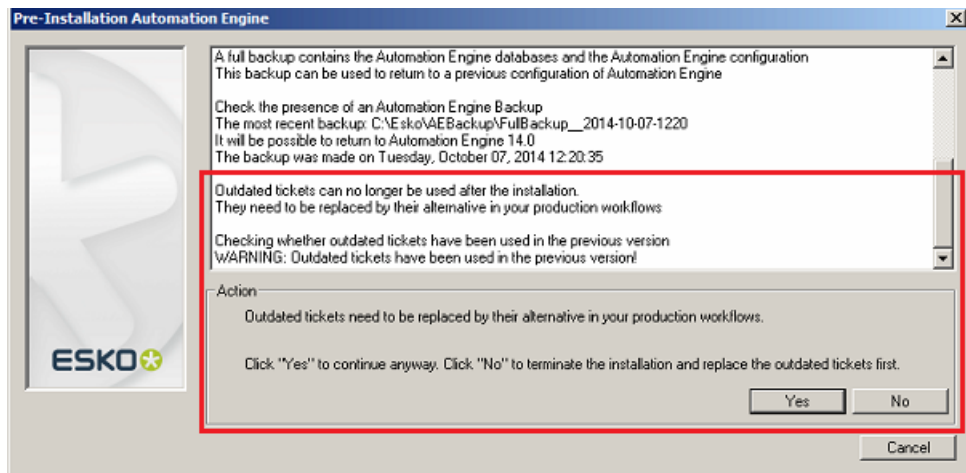 Pre-Installation Automation Engine
A full backup contains the Automation Engine databases and the Automation Engine configuration
This backup can be used to return to a previous configuration of Automation Engine
Check the presence of an Automation Engine Backup
The most recent backup: C:\Esko\AEBackup\FullBackup__2014-10-07-1220
It will be possible to return to Automation Engine 14.0
The backup was made on Tuesday, October 07, 2014 12:20:35
Outdated tickets can no longer be used after the installation.
They need to be replaced by their alternative in your production workflows
Checking whether outdated tickets have been used in the previous version
WARNING: Outdated tickets have been used in the previous version!
Action
Outdated tickets need to be replaced by their alternative in your production workflows.
Click "Yes" to continue anyway. Click "No" to terminate the installation and replace the outdated tickets first.
ESKO
Yes
No
Cancel